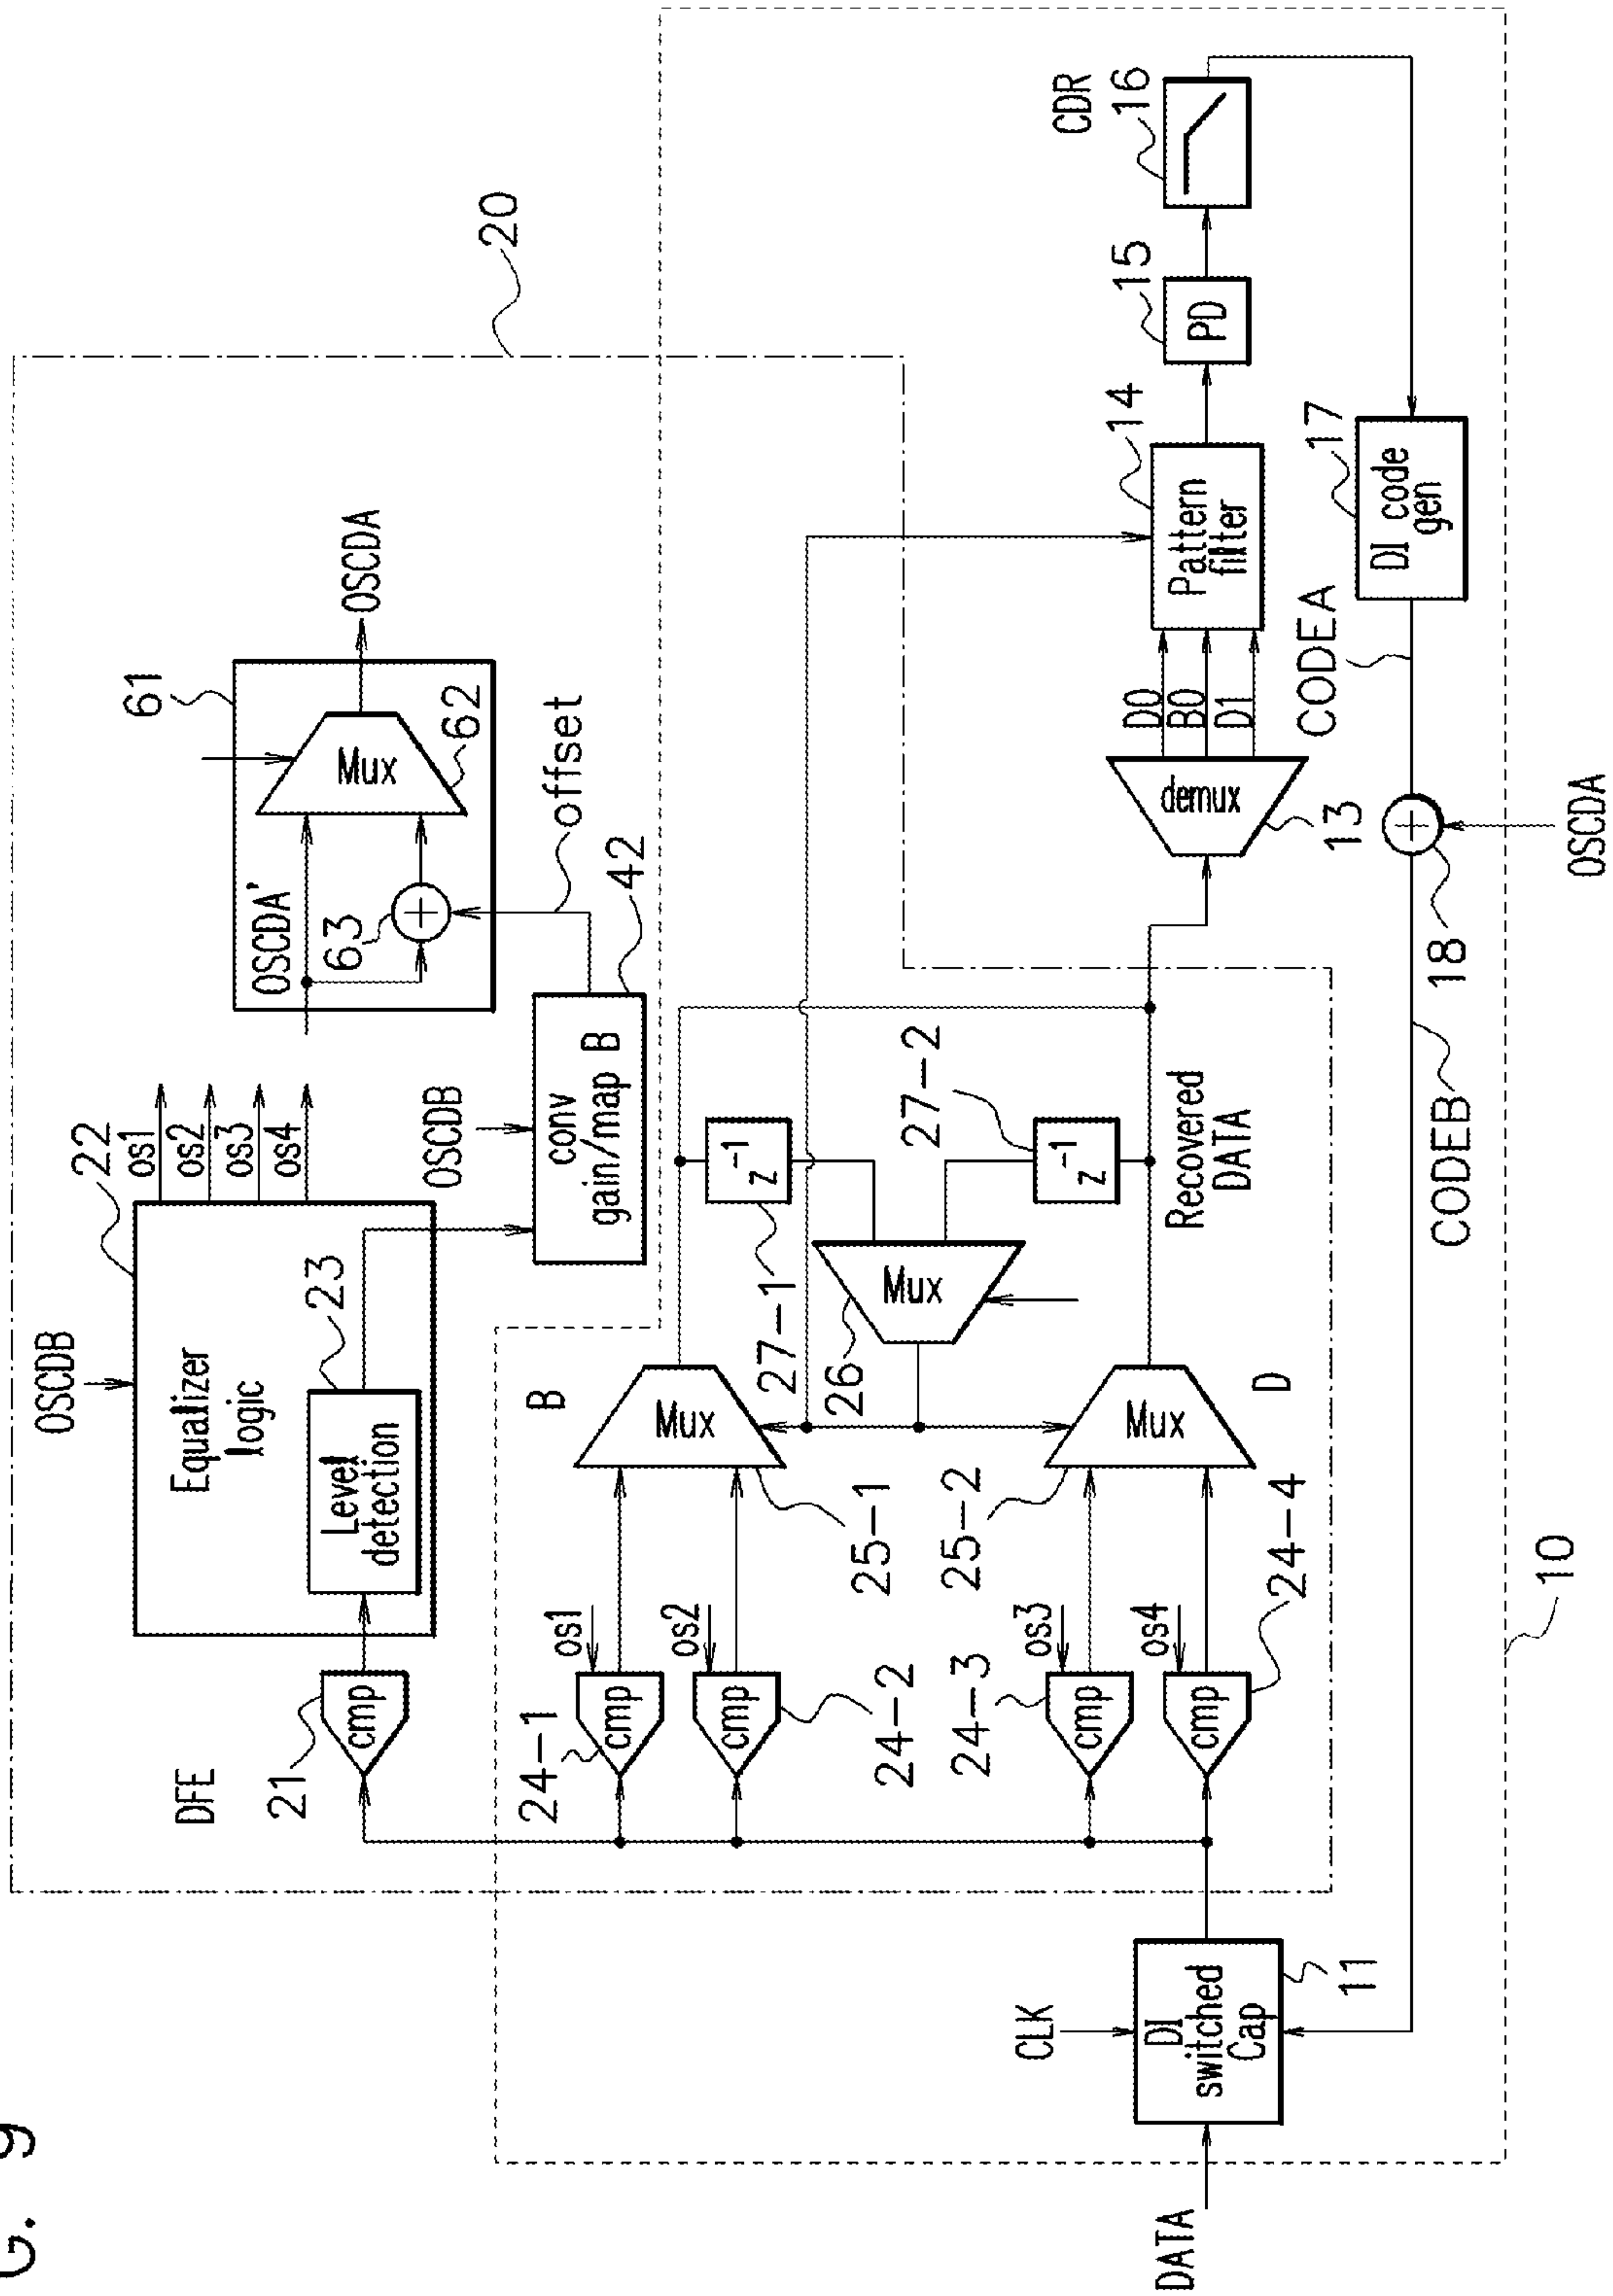 G. 9
DATA
CLK
DI
switched
Cap
11
10
DFE
20
OSCDB
Equalizer
logic
22
Level
detection
23
os1
os2
os3
os4
21
cmp
24-1
cmp
os1
24-2
cmp
os2
24-3
cmp
os3
24-4
cmp
os4
B
Mux
25-1
D
Mux
25-2
Mux
26
z-1
27-1
z-1
27-2
Recovered
DATA
OSCDB
conv
gain/map B
42
offset
61
OSCDA'
63
Mux
62
OSCDA
demux
13
D0
B0
D1
Pattern
filter
14
PD
15
CDR
16
DI code
gen
17
CODEA
18
OSCDA
CODEB